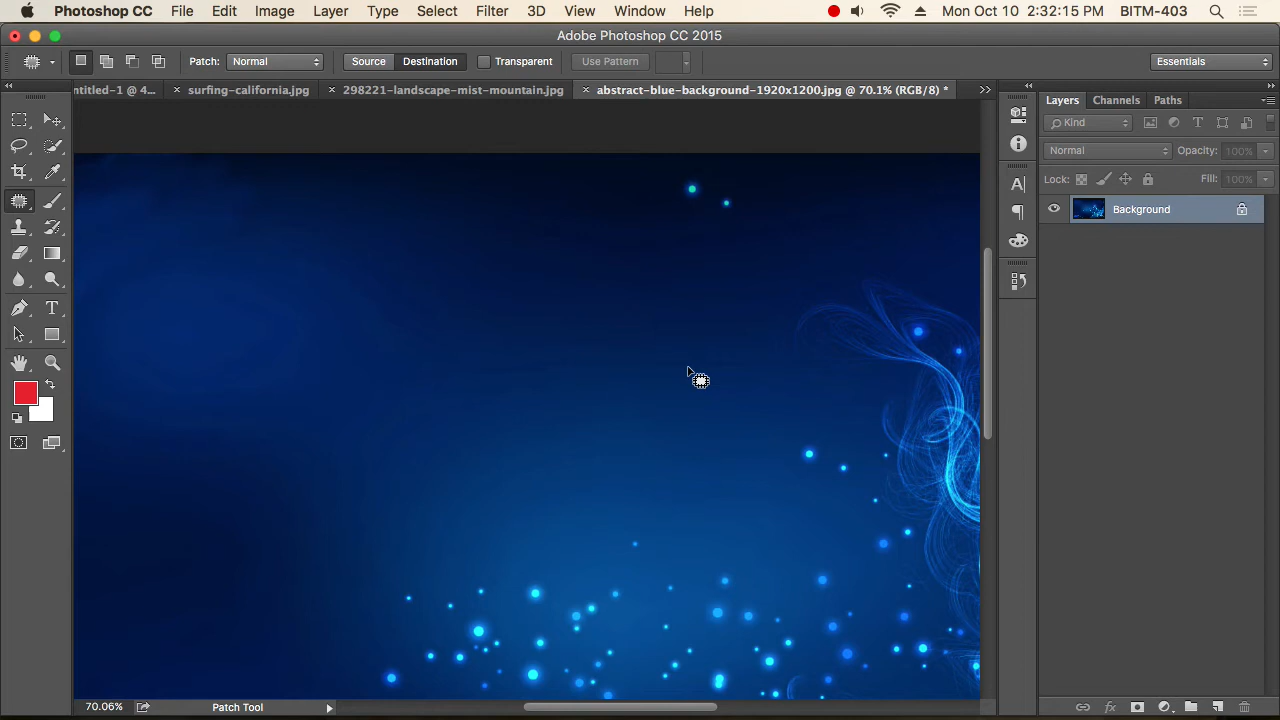 Photoshop CC File Edit Image Layer Type Select Filter 3D View Window Help Mon Oct 10 2:32:15 PM BITM-403
Adobe Photoshop CC 2015
Patch: Normal Source Destination Transparent Use Pattern Essentials
ntitled-1 @ 4... surfing-california.jpg 298221-landscape-mist-mountain.jpg abstract-blue-background-1920x1200.jpg @ 70.1% (RGB/8) *
Layers Channels Paths
Kind
Normal Opacity: 100%
Lock: Fill: 100%
Background
70.06% Patch Tool